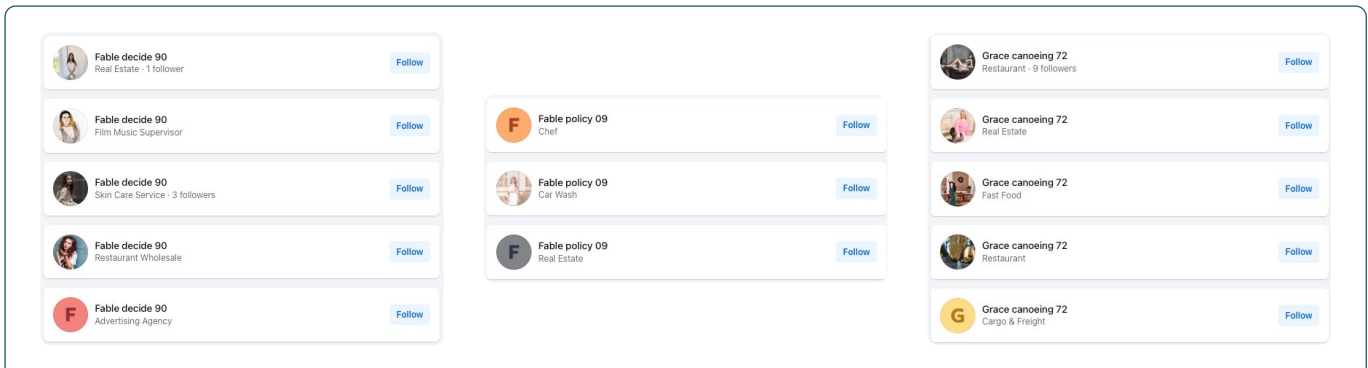 Fable decide 90
Real Estate · 1 follower
Follow
Fable decide 90
Film Music Supervisor
Follow
Fable decide 90
Skin Care Service · 3 followers
Follow
Fable decide 90
Restaurant Wholesale
Follow
F
Fable decide 90
Advertising Agency
Follow
F
Fable policy 09
Chef
Follow
Fable policy 09
Car Wash
Follow
F
Fable policy 09
Real Estate
Follow
Grace canoeing 72
Restaurant · 9 followers
Follow
Grace canoeing 72
Real Estate
Follow
Grace canoeing 72
Fast Food
Follow
Grace canoeing 72
Restaurant
Follow
G
Grace canoeing 72
Cargo & Freight
Follow